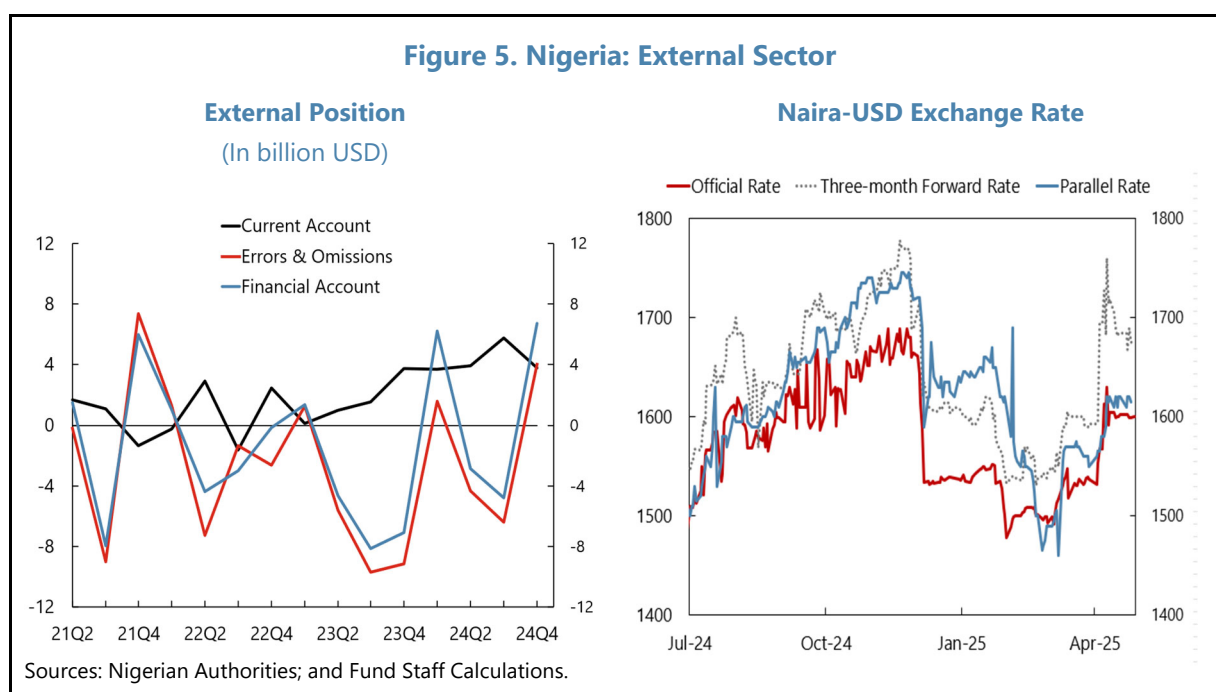 Figure 5. Nigeria: External Sector
External Position
(In billion USD)
Current Account
Errors & Omissions
Financial Account
12
8
4
0
-4
-8
-12
12
8
4
0
-4
-8
-12
21Q2 21Q4 22Q2 22Q4 23Q2 23Q4 24Q2 24Q4
Naira-USD Exchange Rate
Official Rate Three-month Forward Rate Parallel Rate
1800
1700
1600
1500
1400
1800
1700
1600
1500
1400
Jul-24 Oct-24 Jan-25 Apr-25
Sources: Nigerian Authorities; and Fund Staff Calculations.